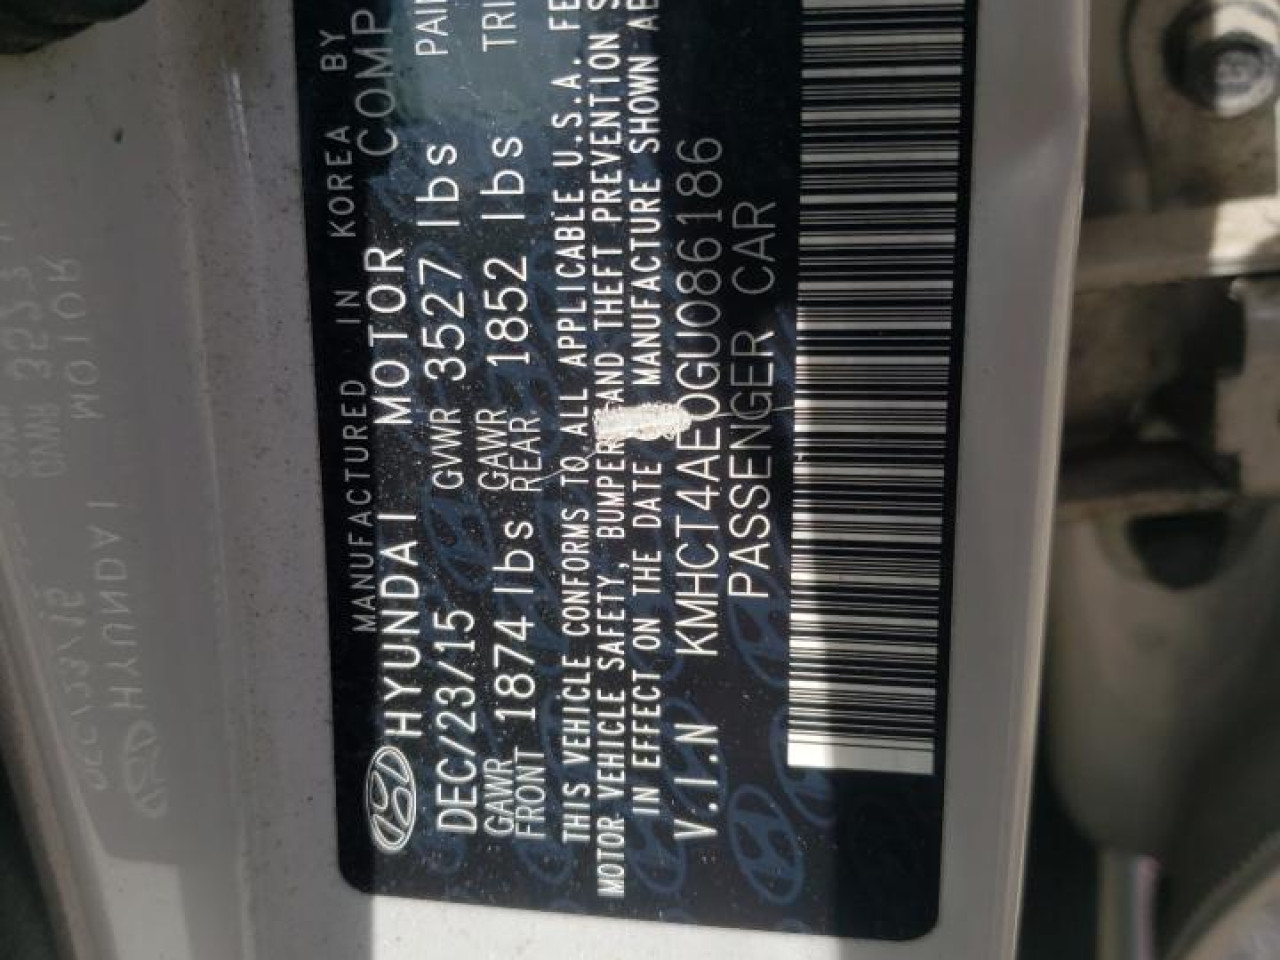 MANUFACTURED IN KOREA BY
HYUNDAI MOTOR COMP
DEC/23/15 GVWR 3527 lbs PAI
GAWR FRONT 1874 lbs GAWR REAR 1852 lbs TRI
THIS VEHICLE CONFORMS TO ALL APPLICABLE U.S.A. FE
MOTOR VEHICLE SAFETY, BUMPER AND THEFT PREVENTION S
IN EFFECT ON THE DATE MANUFACTURE SHOWN AB
V.I.N KMHCT4AE0GU086186
PASSENGER CAR